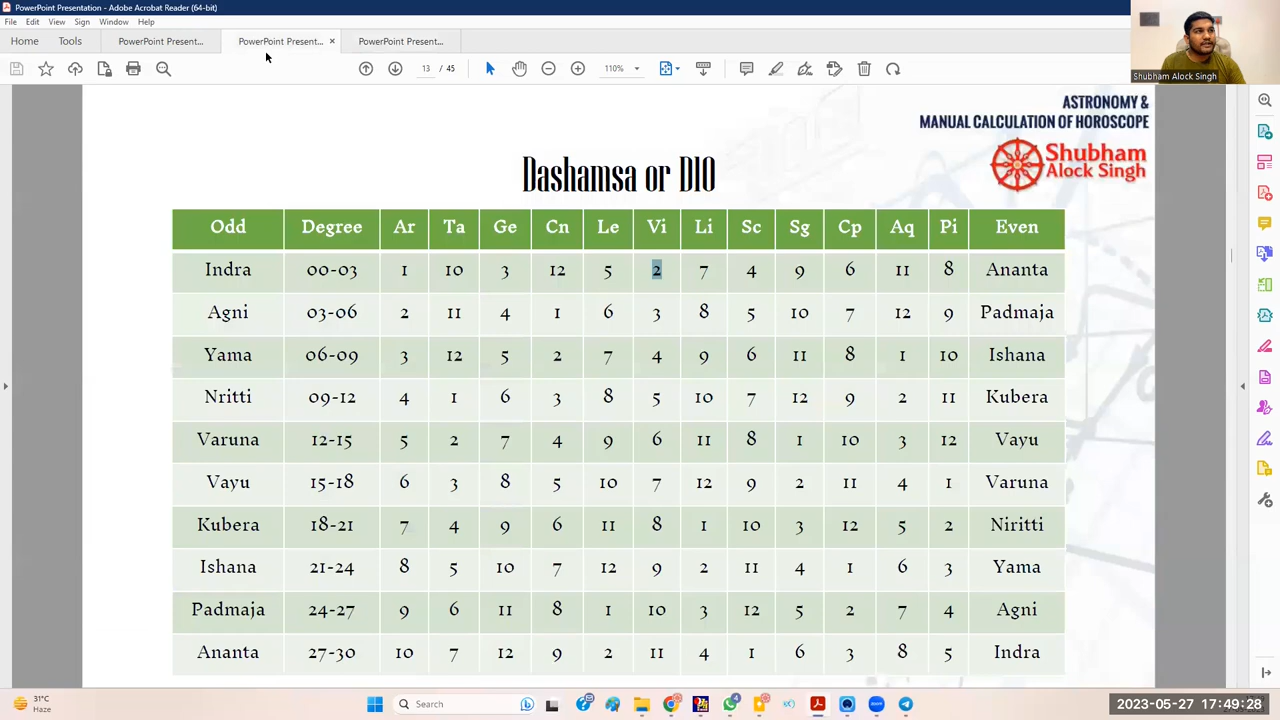 PowerPoint Presentation - Adobe Acrobat Reader (64-bit)
File Edit View Sign Window Help
Home Tools PowerPoint Present... PowerPoint Present... × PowerPoint Present...
13 / 45 110%
Shubham Alock Singh
ASTRONOMY &
MANUAL CALCULATION OF HOROSCOPE
Shubham
Alock Singh
Dashamsa or D10
Odd Degree Ar Ta Ge Cn Le Vi Li Sc Sg Cp Aq Pi Even
Indra 00-03 1 10 3 12 5 2 7 4 9 6 11 8 Ananta
Agni 03-06 2 11 4 1 6 3 8 5 10 7 12 9 Padmaja
Yama 06-09 3 12 5 2 7 4 9 6 11 8 1 10 Ishana
Nritti 09-12 4 1 6 3 8 5 10 7 12 9 2 11 Kubera
Varuna 12-15 5 2 7 4 9 6 11 8 1 10 3 12 Vayu
Vayu 15-18 6 3 8 5 10 7 12 9 2 11 4 1 Varuna
Kubera 18-21 7 4 9 6 11 8 1 10 3 12 5 2 Niritti
Ishana 21-24 8 5 10 7 12 9 2 11 4 1 6 3 Yama
Padmaja 24-27 9 6 11 8 1 10 3 12 5 2 7 4 Agni
Ananta 27-30 10 7 12 9 2 11 4 1 6 3 8 5 Indra
31°C
Haze
Search
4
2023-05-27 17:49:28